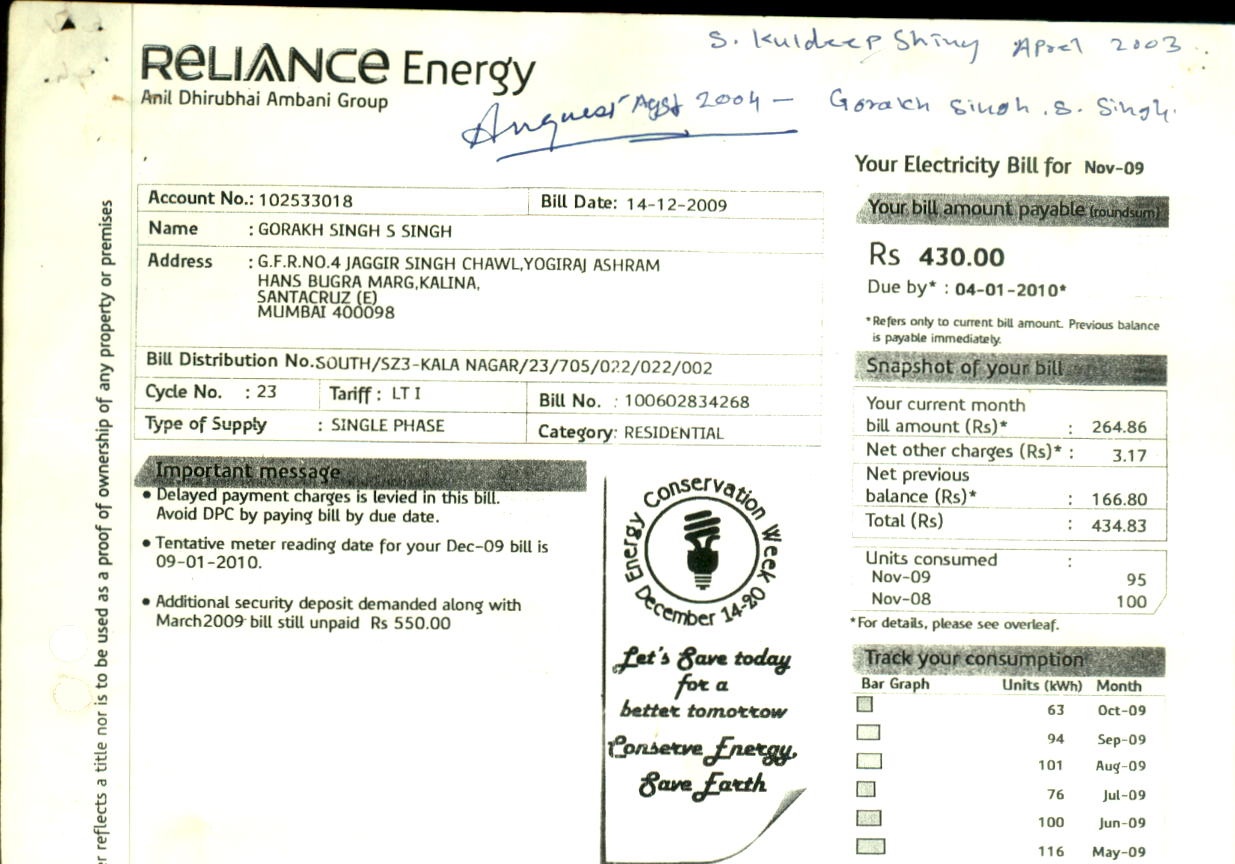 S. Kuldeep Shiny April 2003
RELIANCE Energy
Anil Dhirubhai Ambani Group
Agst 2004 – Gorakh Singh . S. Singh.
Your Electricity Bill for Nov-09
Account No.: 102533018 Bill Date: 14-12-2009
Name : GORAKH SINGH S SINGH
Address : G.F.R.NO.4 JAGGIR SINGH CHAWL,YOGIRAJ ASHRAM
HANS BUGRA MARG,KALINA,
SANTACRUZ (E)
MUMBAI 400098
Bill Distribution No.SOUTH/SZ3-KALA NAGAR/23/705/022/022/002
Cycle No. : 23 Tariff : LT I Bill No. : 100602834268
Type of Supply : SINGLE PHASE Category: RESIDENTIAL
Your bill amount payable (roundsum)
Rs 430.00
Due by* : 04-01-2010*
*Refers only to current bill amount. Previous balance
is payable immediately.
Snapshot of your bill
Your current month
bill amount (Rs)* : 264.86
Net other charges (Rs)* : 3.17
Net previous
balance (Rs)* : 166.80
Total (Rs) : 434.83
Units consumed :
Nov-09 95
Nov-08 100
*For details, please see overleaf.
Track your consumption
Bar Graph Units (kWh) Month
63 Oct-09
94 Sep-09
101 Aug-09
76 Jul-09
100 Jun-09
116 May-09
Important message
• Delayed payment charges is levied in this bill.
Avoid DPC by paying bill by due date.
• Tentative meter reading date for your Dec-09 bill is
09-01-2010.
• Additional security deposit demanded along with
March2009 bill still unpaid Rs 550.00
Energy Conservation Week
December 14-20
Let's Save today
for a
better tomorrow
Conserve Energy,
Save Earth
reflects a title nor is to be used as a proof of ownership of any property or premises